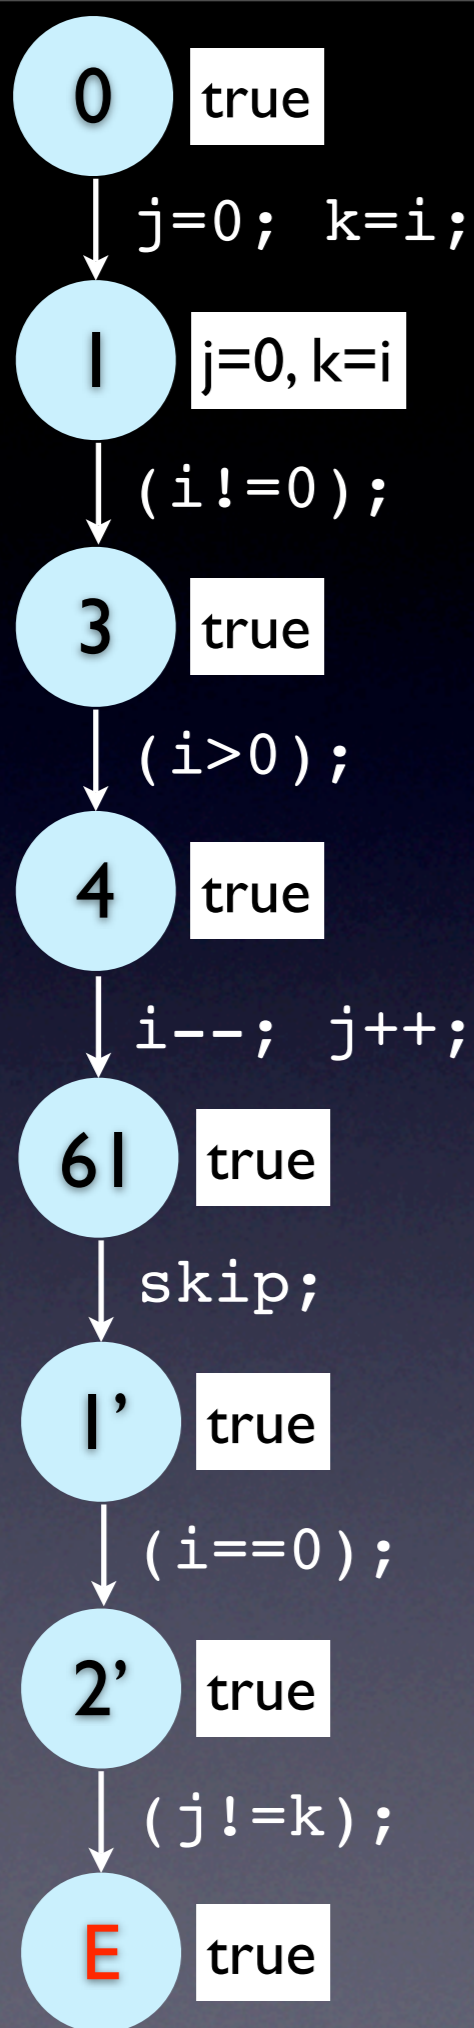 0 true
j=0; k=i;
1 j=0, k=i
(i!=0);
3 true
(i>0);
4 true
i--; j++;
61 true
skip;
1’ true
(i==0);
2’ true
(j!=k);
E true